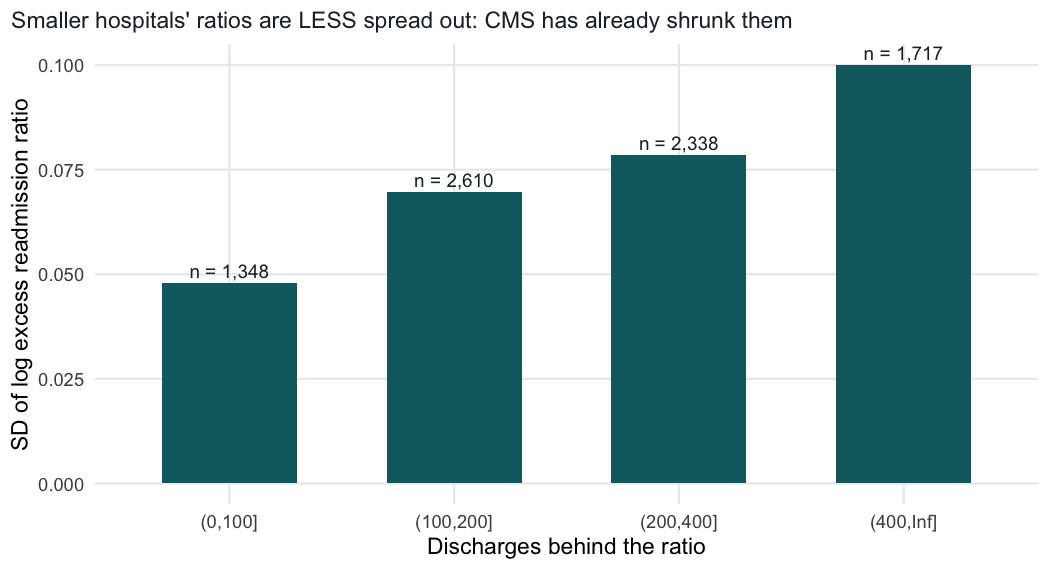 Smaller hospitals' ratios are LESS spread out: CMS has already shrunk them
SD of log excess readmission ratio
0.100
0.075
0.050
0.025
0.000
n = 1,348
n = 2,610
n = 2,338
n = 1,717
(0,100]
(100,200]
(200,400]
(400,Inf]
Discharges behind the ratio